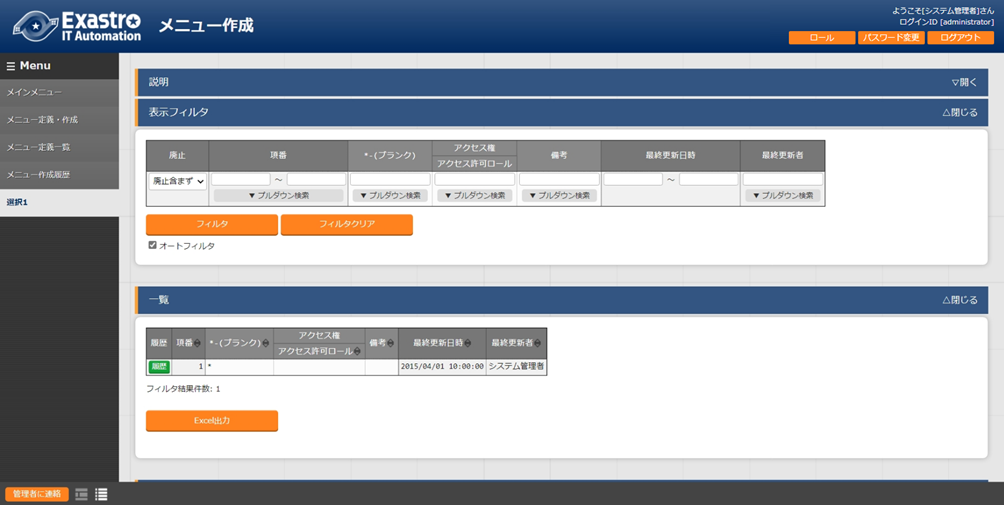 Exastro
IT Automation
メニュー作成
ようこそ[システム管理者]さん
ログインID [administrator]
ロール
パスワード変更
ログアウト
Menu
メインメニュー
メニュー定義・作成
メニュー定義一覧
メニュー作成履歴
選択1
説明
▽開く
表示フィルタ
△閉じる
廃止
項番
*-(ブランク)
アクセス権
アクセス許可ロール
備考
最終更新日時
最終更新者
廃止含まず
～
～
▼ プルダウン検索
▼ プルダウン検索
▼ プルダウン検索
▼ プルダウン検索
▼ プルダウン検索
フィルタ
フィルタクリア
オートフィルタ
一覧
△閉じる
履歴
項番
*-(ブランク)
アクセス権
アクセス許可ロール
備考
最終更新日時
最終更新者
履歴
1
*
2015/04/01 10:00:00
システム管理者
フィルタ結果件数: 1
Excel出力
管理者に連絡